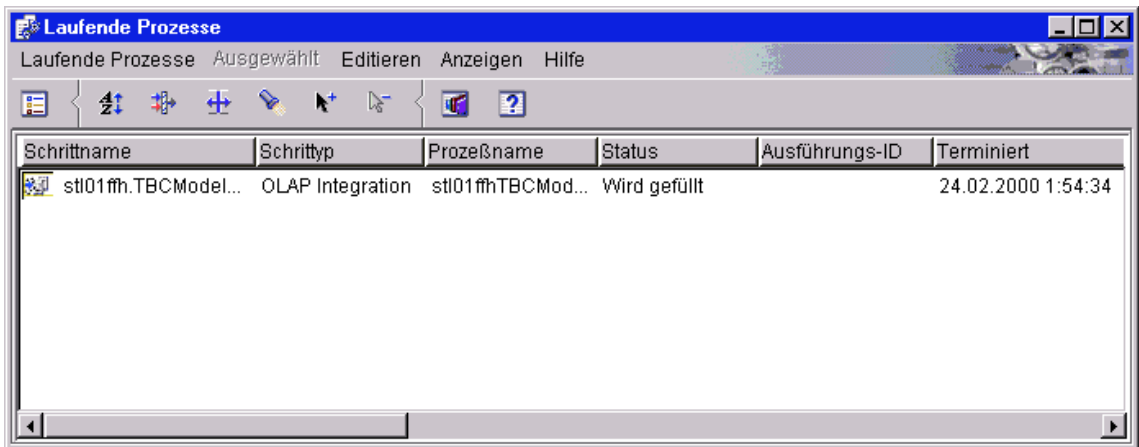 Laufende Prozesse
Laufende Prozesse Ausgewählt Editieren Anzeigen Hilfe
Schrittname Schrittyp Prozeßname Status Ausführungs-ID Terminiert
stl01ffh.TBCModel... OLAP Integration stl01ffhTBCMod... Wird gefüllt 24.02.2000 1:54:34